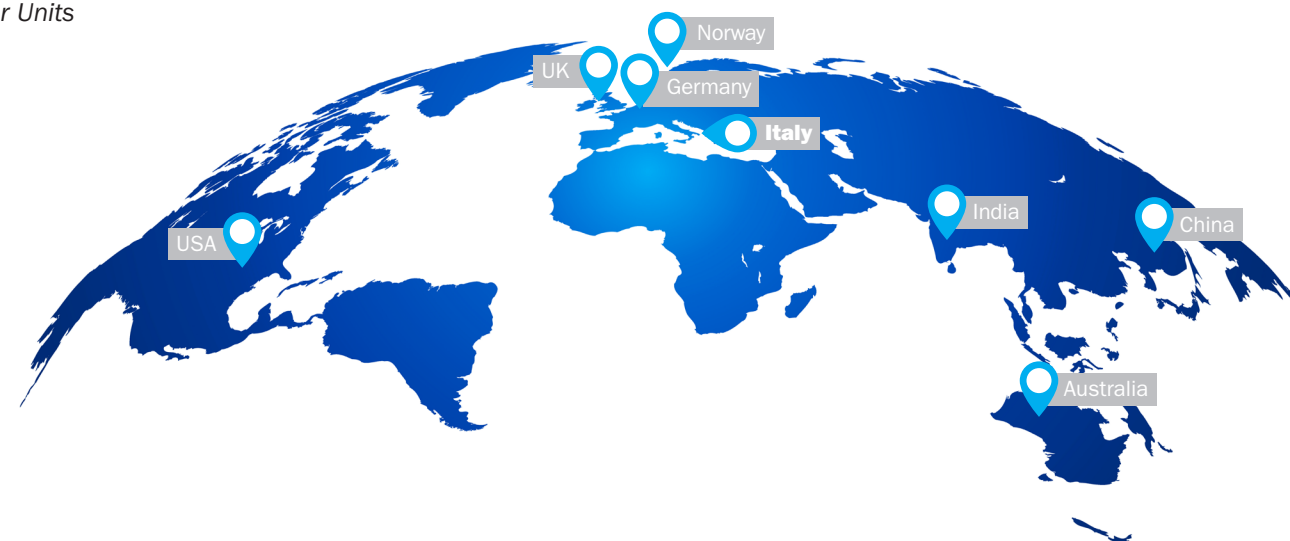 r Units
Norway
UK
Germany
Italy
India
China
USA
Australia